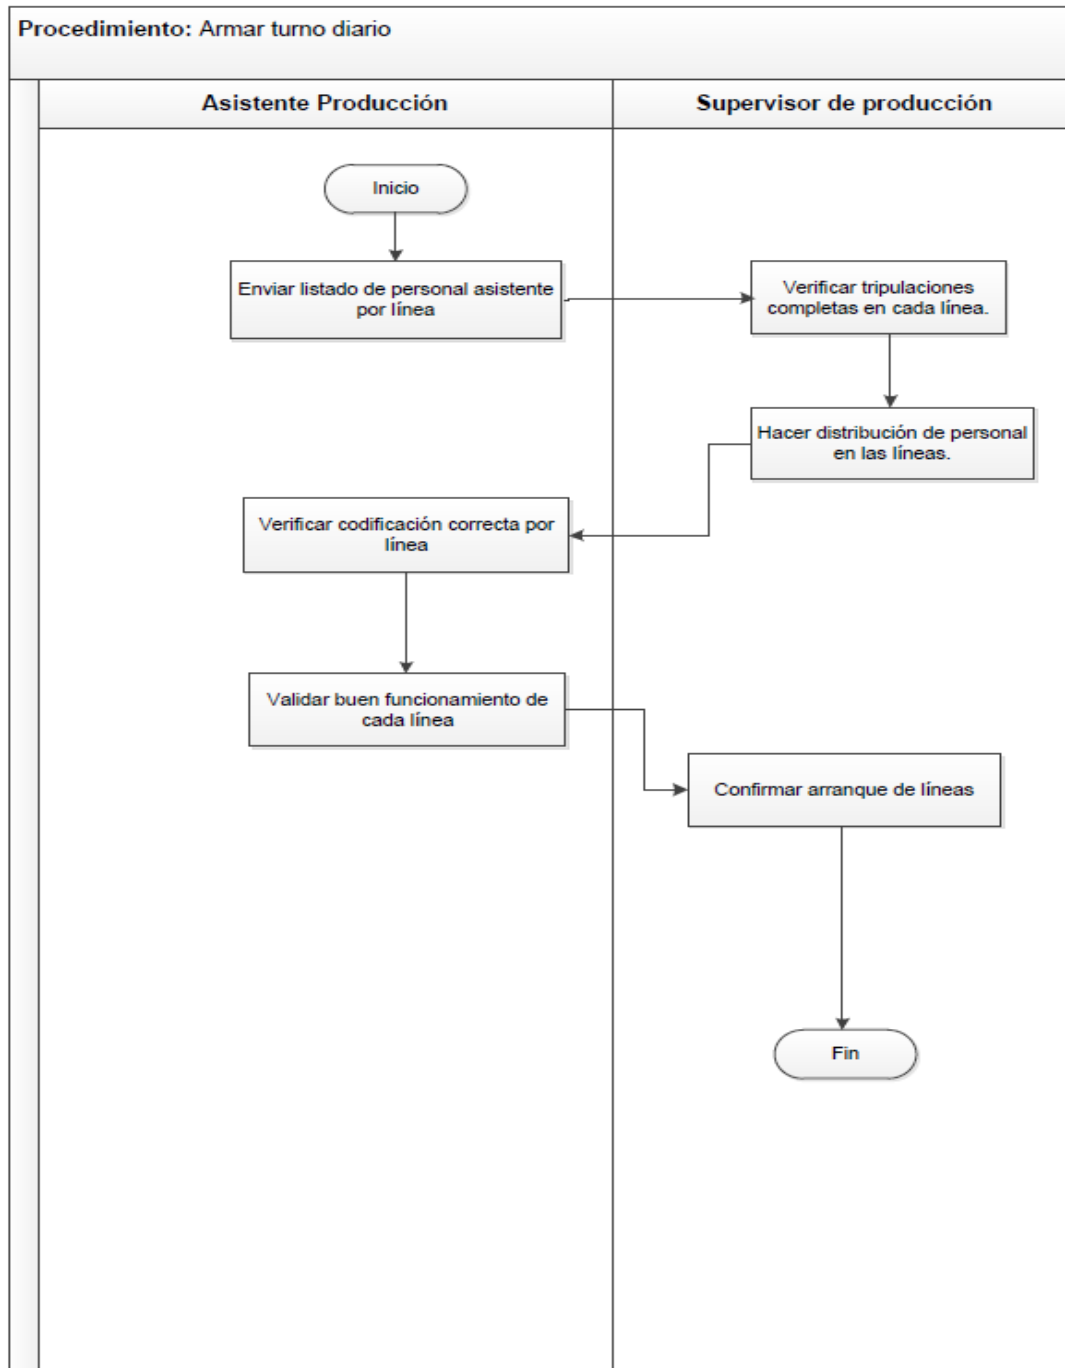 Procedimiento: Armar turno diario
Asistente Producción
Supervisor de producción
Inicio
Enviar listado de personal asistente
por línea
Verificar tripulaciones
completas en cada línea.
Hacer distribución de personal
en las líneas.
Verificar codificación correcta por
línea
Validar buen funcionamiento de
cada línea
Confirmar arranque de líneas
Fin